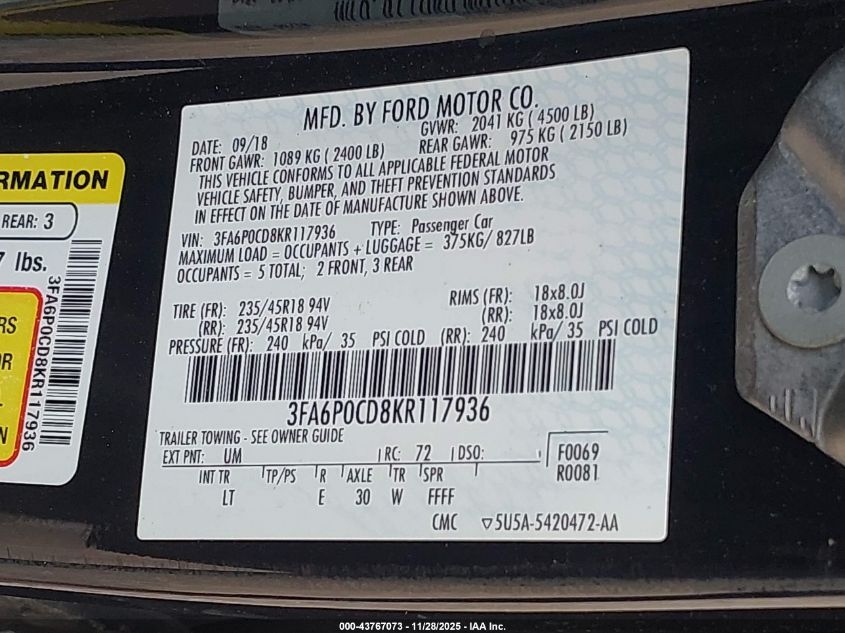 MFD. BY FORD MOTOR CO.
DATE: 09/18 GVWR: 2041 KG ( 4500 LB)
FRONT GAWR: 1089 KG ( 2400 LB) REAR GAWR: 975 KG ( 2150 LB)
THIS VEHICLE CONFORMS TO ALL APPLICABLE FEDERAL MOTOR
VEHICLE SAFETY, BUMPER, AND THEFT PREVENTION STANDARDS
IN EFFECT ON THE DATE OF MANUFACTURE SHOWN ABOVE.
VIN: 3FA6P0CD8KR117936 TYPE: Passenger Car
MAXIMUM LOAD = OCCUPANTS + LUGGAGE = 375KG/ 827LB
OCCUPANTS = 5 TOTAL; 2 FRONT, 3 REAR
TIRE (FR): 235/45R18 94V RIMS (FR): 18x8.0J
(RR): 235/45R18 94V (RR): 18x8.0J
PRESSURE (FR): 240 kPa/ 35 PSI COLD (RR): 240 kPa/ 35 PSI COLD
3FA6P0CD8KR117936
TRAILER TOWING - SEE OWNER GUIDE
EXT PNT: UM RC: 72 DSO: F0069
R0081
INT TR TP/PS R AXLE TR SPR
LT E 30 W FFFF
CMC ▽5U5A-5420472-AA
RMATION
REAR: 3
7 lbs.
3FA6P0CD8KR117936
RS
OR
N
000-43767073 - 11/28/2025 - IAA Inc.